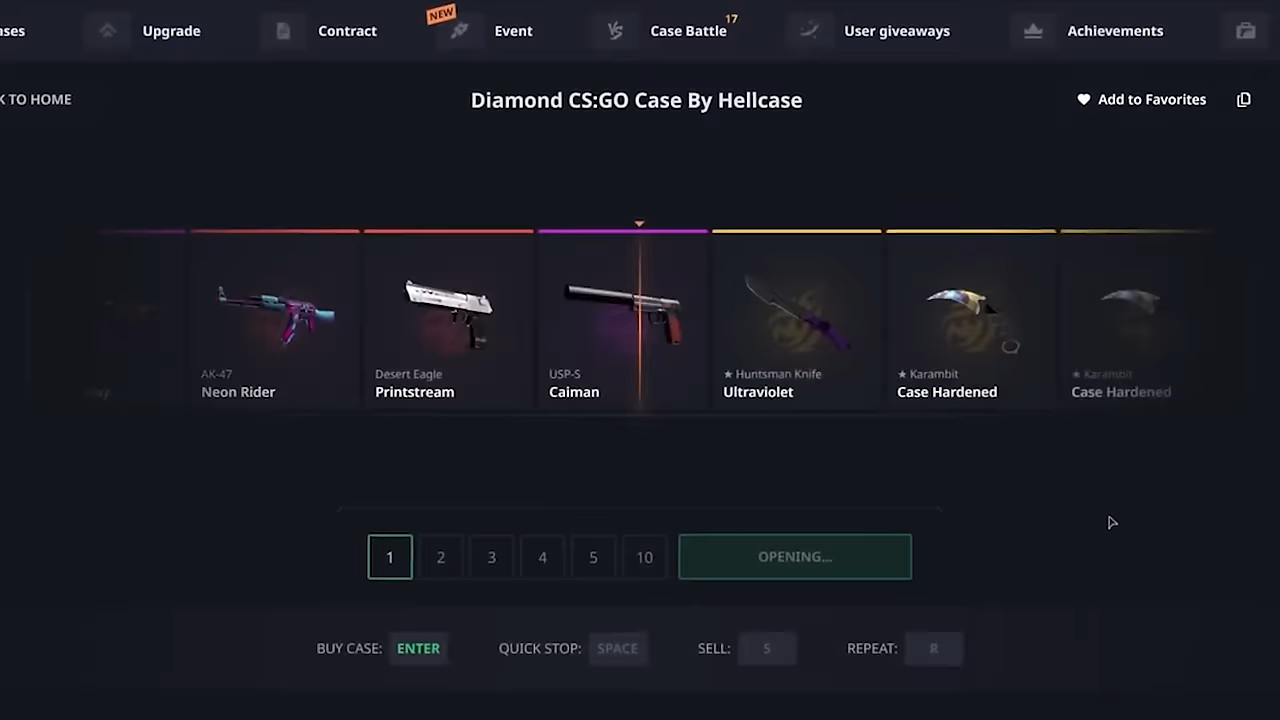 ases Upgrade Contract NEW Event VS Case Battle 17 User giveaways Achievements
K TO HOME Diamond CS:GO Case By Hellcase Add to Favorites
AK-47 Desert Eagle USP-S ★ Huntsman Knife ★ Karambit ★ Karambit
Neon Rider Printstream Caiman Ultraviolet Case Hardened Case Hardened
1 2 3 4 5 10 OPENING...
BUY CASE: ENTER QUICK STOP: SPACE SELL: S REPEAT: R